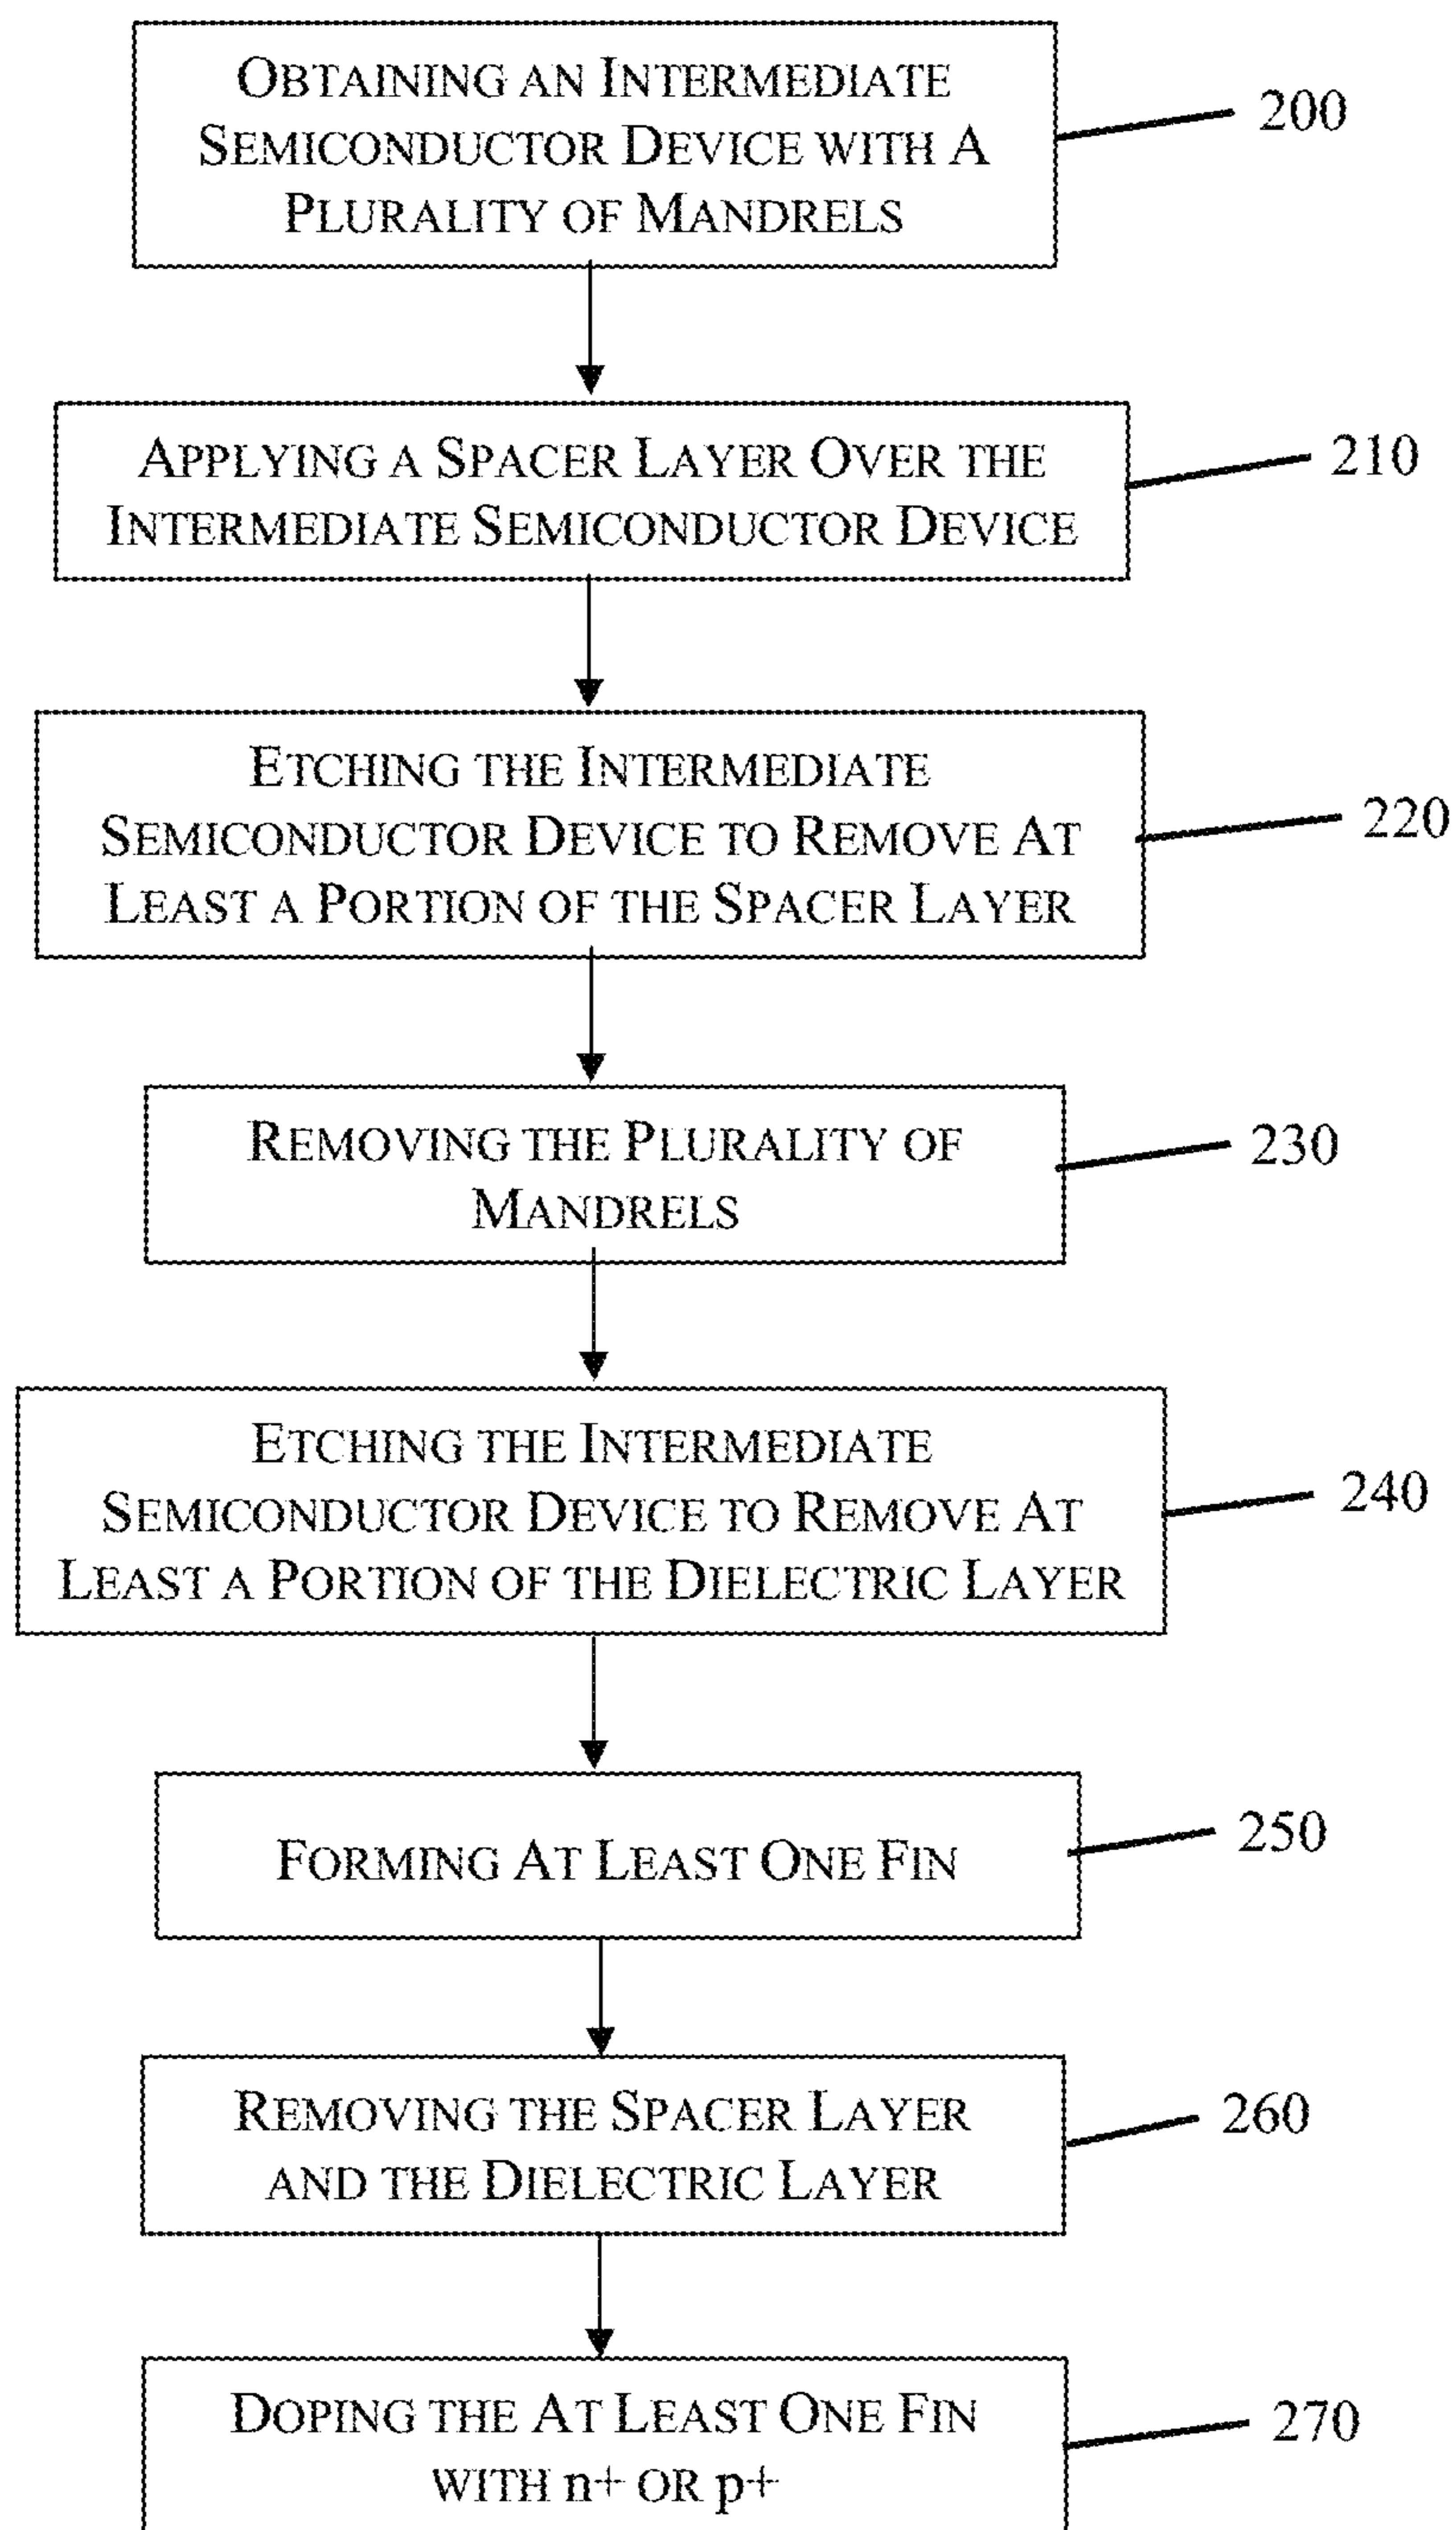 OBTAINING AN INTERMEDIATE
SEMICONDUCTOR DEVICE WITH A
PLURALITY OF MANDRELS
200
APPLYING A SPACER LAYER OVER THE
INTERMEDIATE SEMICONDUCTOR DEVICE
210
ETCHING THE INTERMEDIATE
SEMICONDUCTOR DEVICE TO REMOVE AT
LEAST A PORTION OF THE SPACER LAYER
220
REMOVING THE PLURALITY OF
MANDRELS
230
ETCHING THE INTERMEDIATE
SEMICONDUCTOR DEVICE TO REMOVE AT
LEAST A PORTION OF THE DIELECTRIC LAYER
240
FORMING AT LEAST ONE FIN
250
REMOVING THE SPACER LAYER
AND THE DIELECTRIC LAYER
260
DOPING THE AT LEAST ONE FIN
WITH n+ OR p+
270